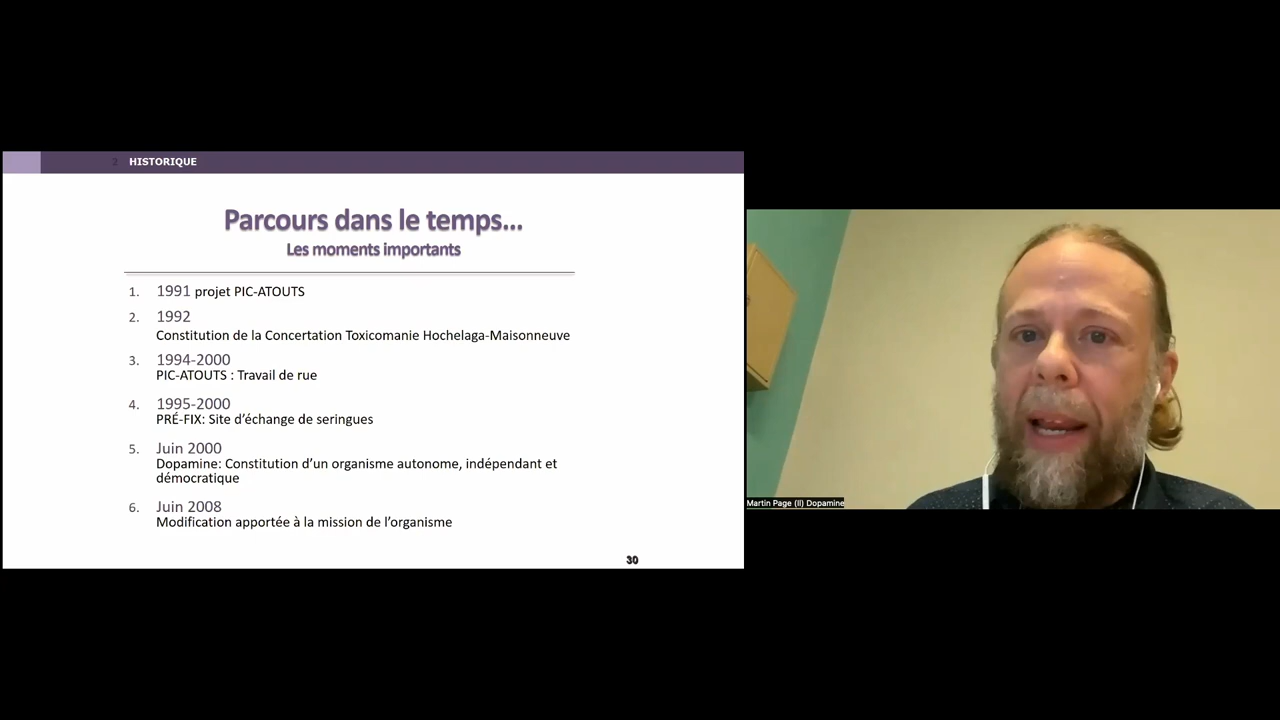 2 HISTORIQUE
Parcours dans le temps...
Les moments importants
1. 1991 projet PIC-ATOUTS
2. 1992
Constitution de la Concertation Toxicomanie Hochelaga-Maisonneuve
3. 1994-2000
PIC-ATOUTS : Travail de rue
4. 1995-2000
PRÉ-FIX: Site d'échange de seringues
5. Juin 2000
Dopamine: Constitution d'un organisme autonome, indépendant et
démocratique
6. Juin 2008
Modification apportée à la mission de l'organisme
30
Martin Page (Il) Dopamine